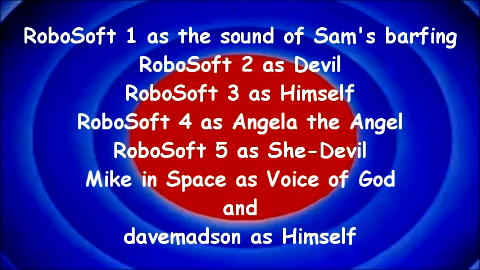 RoboSoft 1 as the sound of Sam's barfing
RoboSoft 2 as Devil
RoboSoft 3 as Himself
RoboSoft 4 as Angela the Angel
RoboSoft 5 as She-Devil
Mike in Space as Voice of God
and
davemadson as Himself